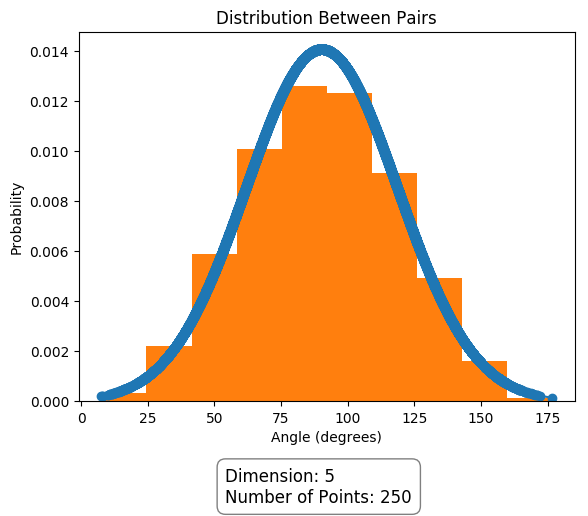 Distribution Between Pairs
0.014
0.012
0.010
0.008
0.006
0.004
0.002
0.000
Probability
0 25 50 75 100 125 150 175
Angle (degrees)
Dimension: 5
Number of Points: 250